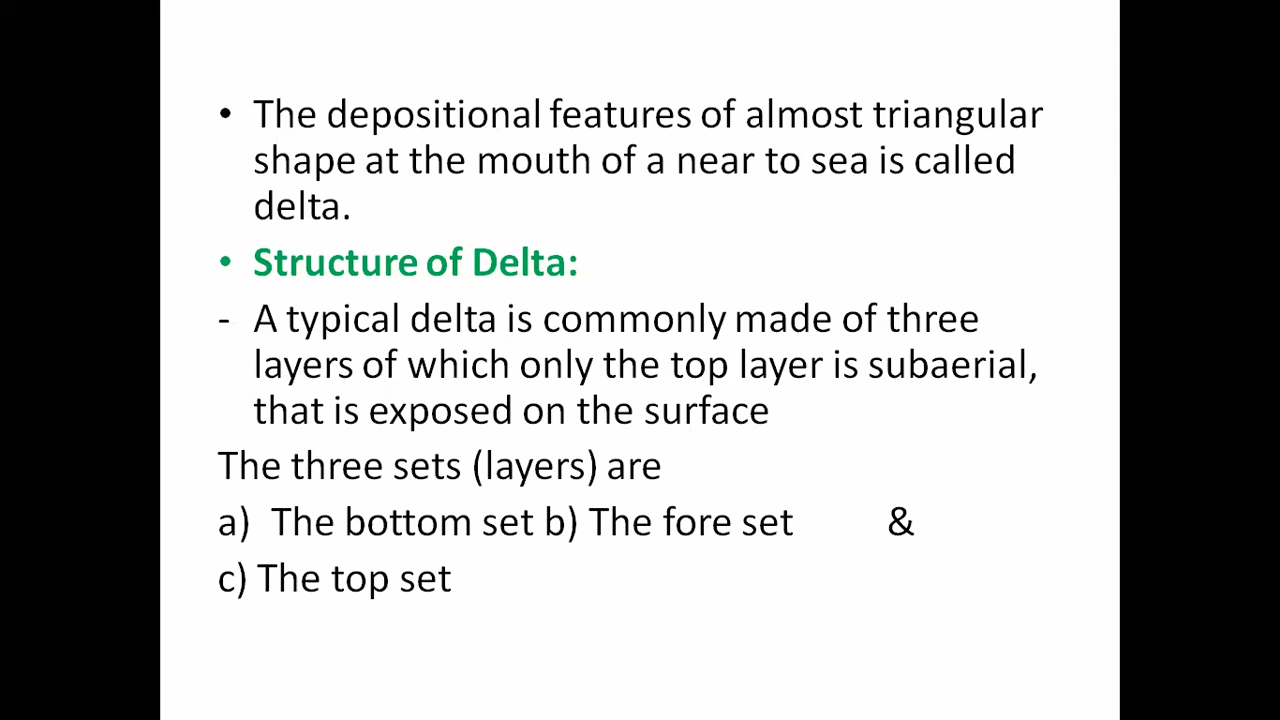 • The depositional features of almost triangular
shape at the mouth of a near to sea is called
delta.
• Structure of Delta:
- A typical delta is commonly made of three
layers of which only the top layer is subaerial,
that is exposed on the surface
The three sets (layers) are
a) The bottom set b) The fore set &
c) The top set